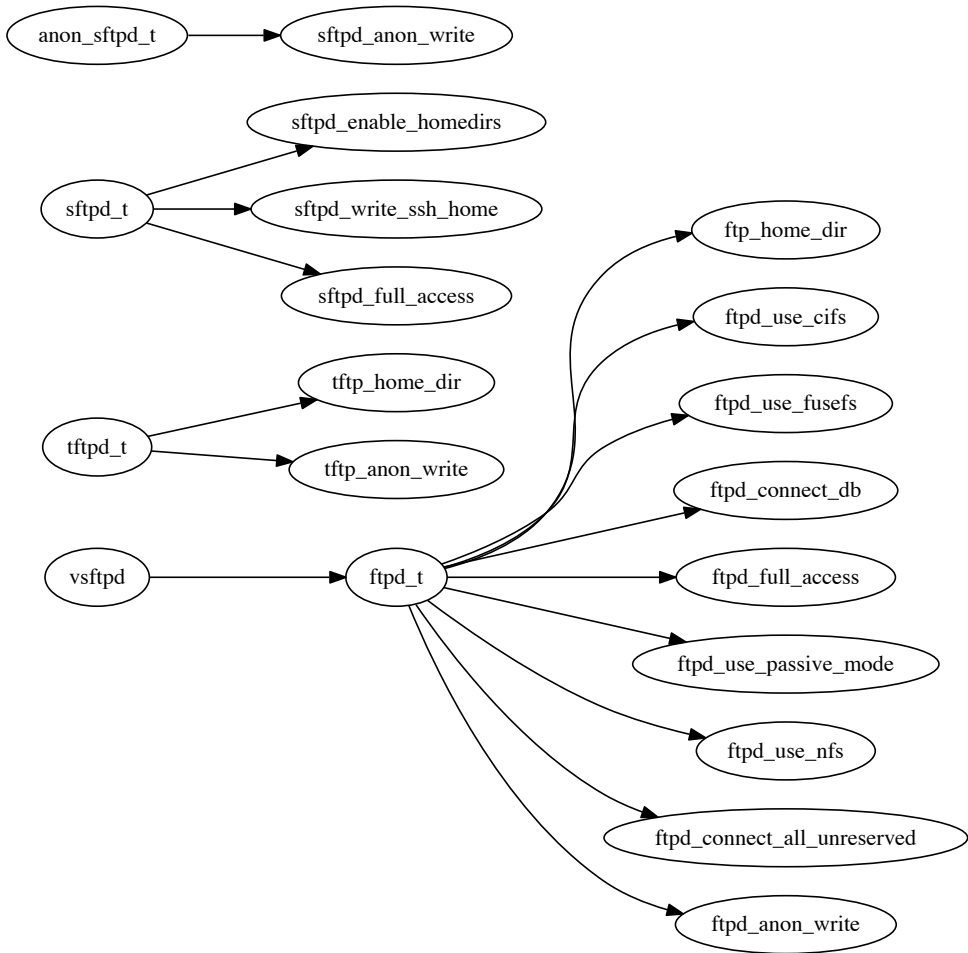 anon_sftpd_t
sftpd_anon_write
sftpd_enable_homedirs
sftpd_t
sftpd_write_ssh_home
ftp_home_dir
sftpd_full_access
ftpd_use_cifs
tftp_home_dir
ftpd_use_fusefs
tftpd_t
tftp_anon_write
ftpd_connect_db
vsftpd
ftpd_t
ftpd_full_access
ftpd_use_passive_mode
ftpd_use_nfs
ftpd_connect_all_unreserved
ftpd_anon_write